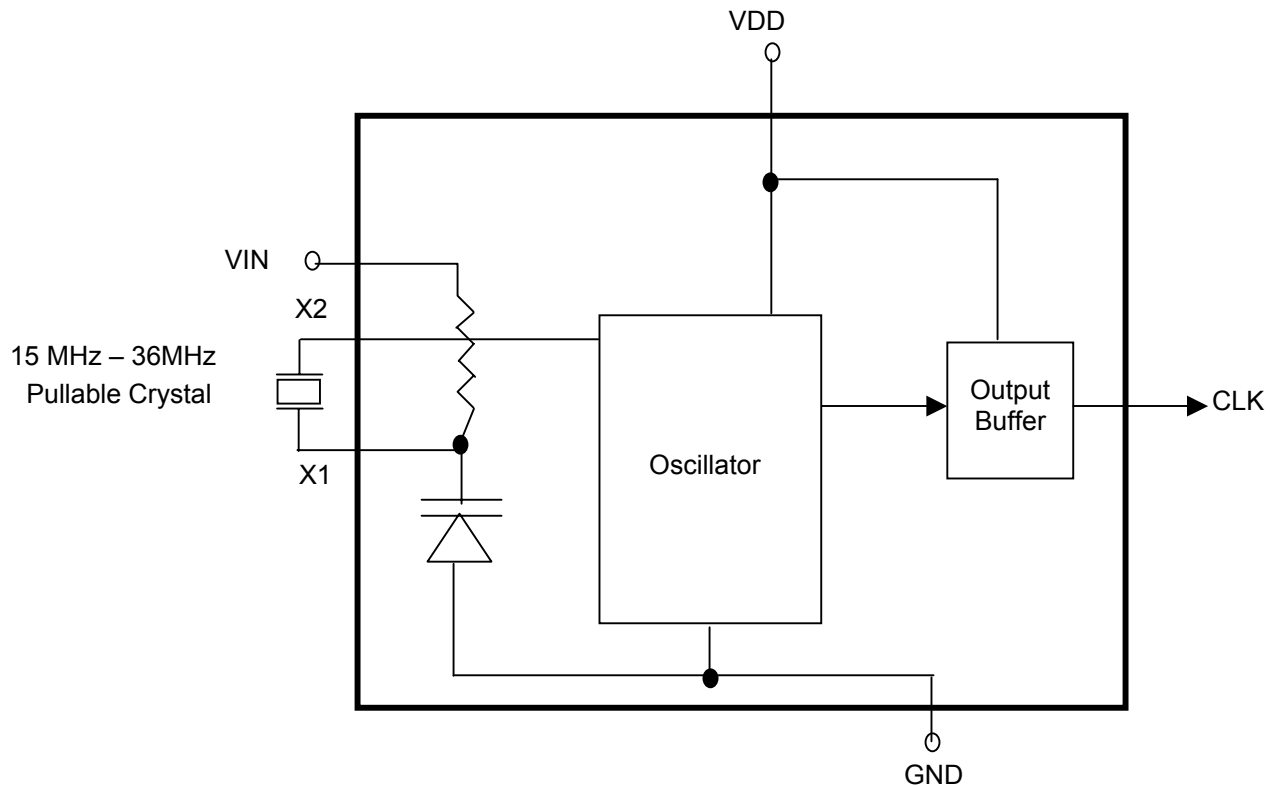 VDD
VIN
X2
15 MHz – 36MHz
Pullable Crystal
X1
Oscillator
Output
Buffer
CLK
GND